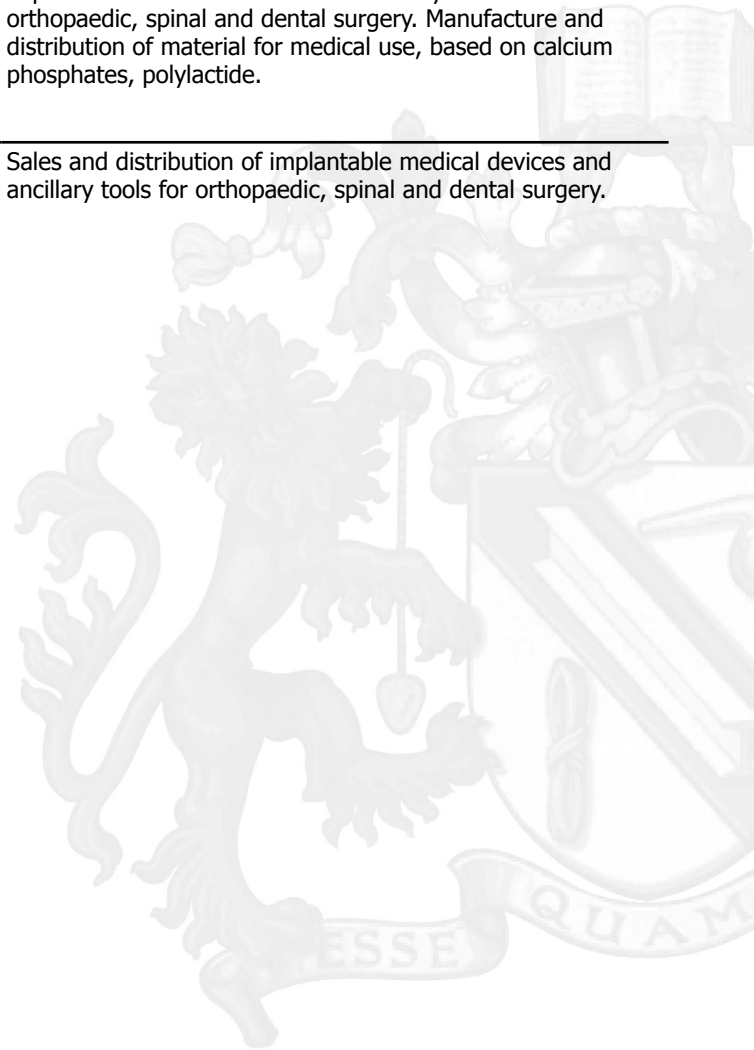 orthopaedic, spinal and dental surgery. Manufacture and
distribution of material for medical use, based on calcium
phosphates, polylactide.
Sales and distribution of implantable medical devices and
ancillary tools for orthopaedic, spinal and dental surgery.
ESSE QUAM